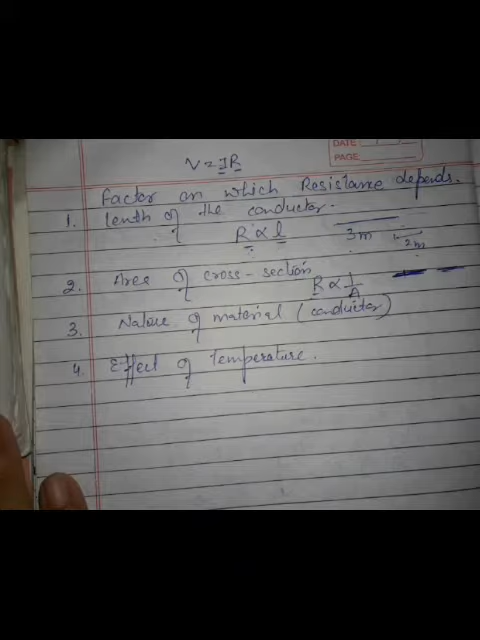 DATE
PAGE
V = IR
Factor on which Resistance depends.
1. lenth of the conductor.
R ∝ l
3m 2m
2. Area of cross-section
R ∝ 1/A
3. Nature of material (conductor)
4. Effect of Temperature.